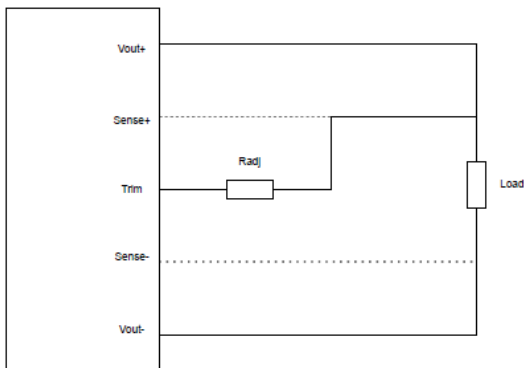 Vout+
Sense+
Radj
Trim
Load
Sense-
Vout-